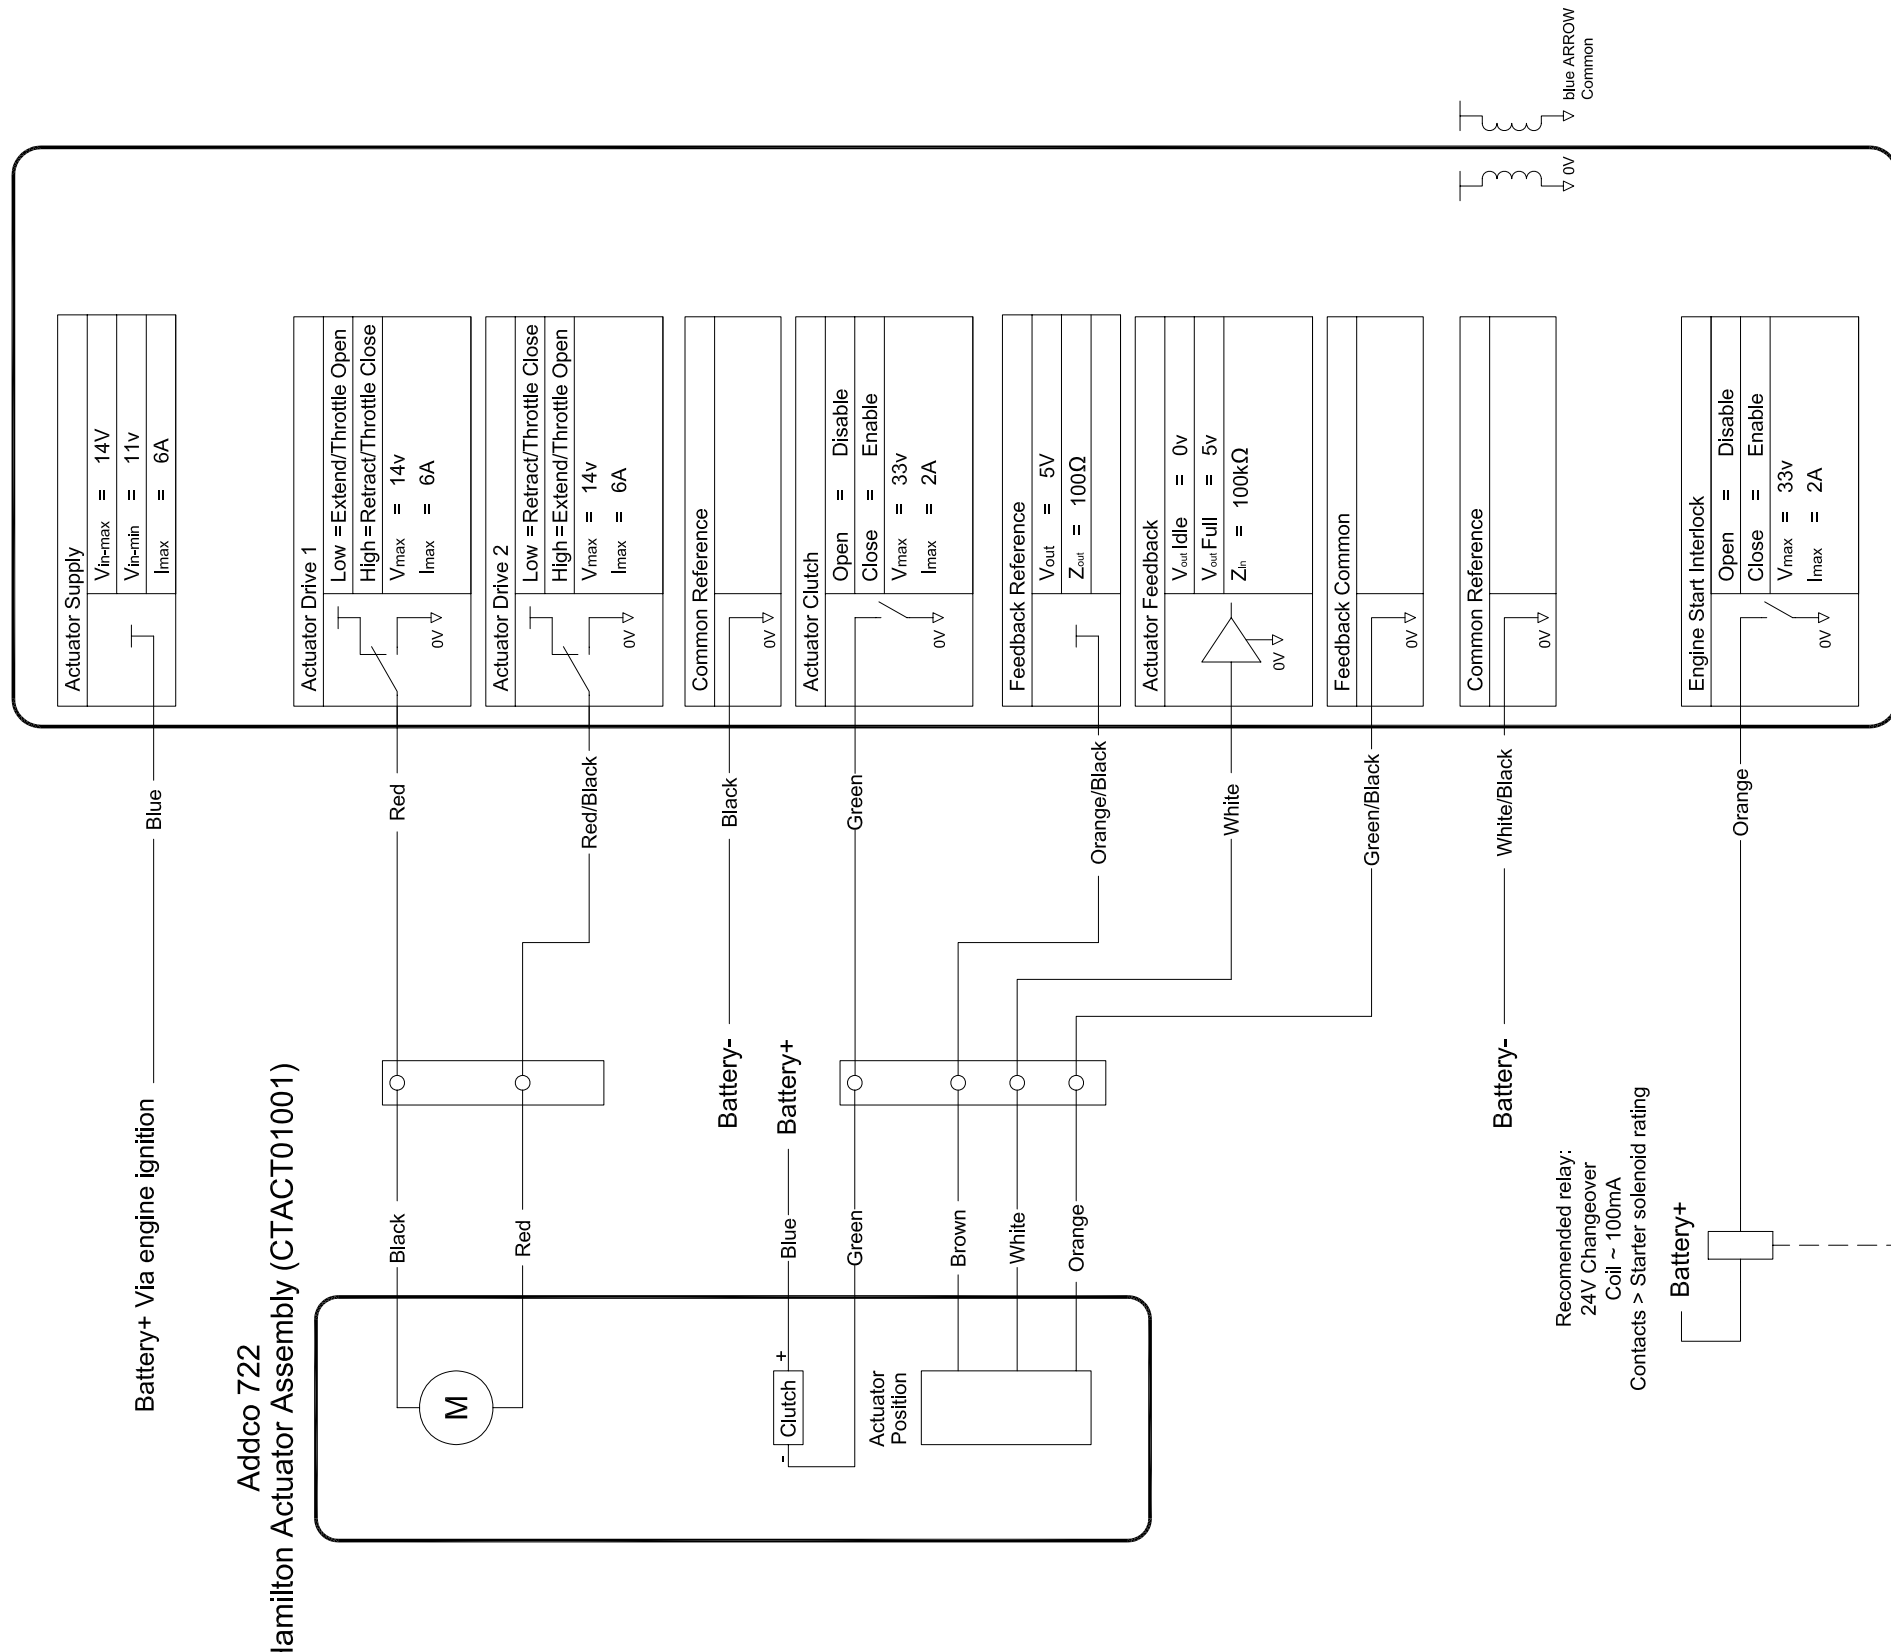 blue ARROW
Common
0V
Actuator Supply
Vin-max = 14V
Vin-min = 11v
Imax = 6A
Actuator Drive 1
Low =Extend/Throttle Open
High =Retract/Throttle Close
Vmax = 14v
Imax = 6A
0V
Actuator Drive 2
Low =Retract/Throttle Close
High =Extend/Throttle Open
Vmax = 14v
Imax = 6A
0V
Common Reference
0V
Actuator Clutch
Open = Disable
Close = Enable
Vmax = 33v
Imax = 2A
0V
Feedback Reference
Vout = 5V
Zout = 100Ω
Actuator Feedback
Vout Idle = 0v
Vout Full = 5v
Zin = 100kΩ
0V
Feedback Common
0V
Common Reference
0V
Engine Start Interlock
Open = Disable
Close = Enable
Vmax = 33v
Imax = 2A
0V
Blue
Red
Red/Black
Black
Green
Orange/Black
White
Green/Black
White/Black
Orange
Battery+ Via engine ignition
Battery-
Battery+
Battery-
Addco 722
Hamilton Actuator Assembly (CTACT01001)
Black
Red
Blue
Green
Brown
White
Orange
M
- Clutch +
Actuator
Position
Recomended relay:
24V Changeover
Coil ~ 100mA
Contacts > Starter solenoid rating
Battery+